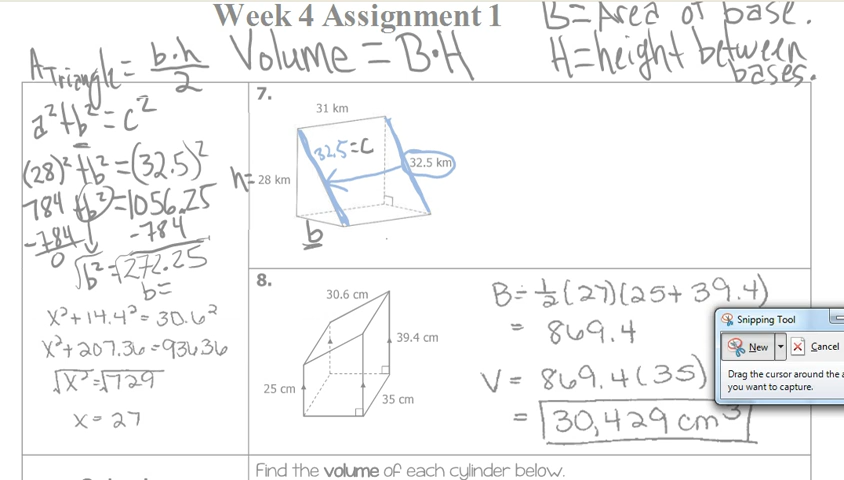 Week 4 Assignment 1
B = Area of base.
A Triangle = b·h/2
Volume = B·H
H = height between bases.
a² + b² = c²
(28)² + b² = (32.5)²
784 + b² = 1056.25
-784 -784
0
√b² = √272.25
b =
7.
31 km
32.5 = C
32.5 km
h = 28 km
b
8.
30.6 cm
39.4 cm
25 cm
35 cm
x² + 14.4² = 30.6²
x² + 207.36 = 936.36
√x² = √729
x = 27
B = ½(27)(25 + 39.4)
= 869.4
V = 869.4(35)
= 30,429 cm³
Snipping Tool
New
Cancel
Drag the cursor around the a
you want to capture.
Find the volume of each cylinder below.